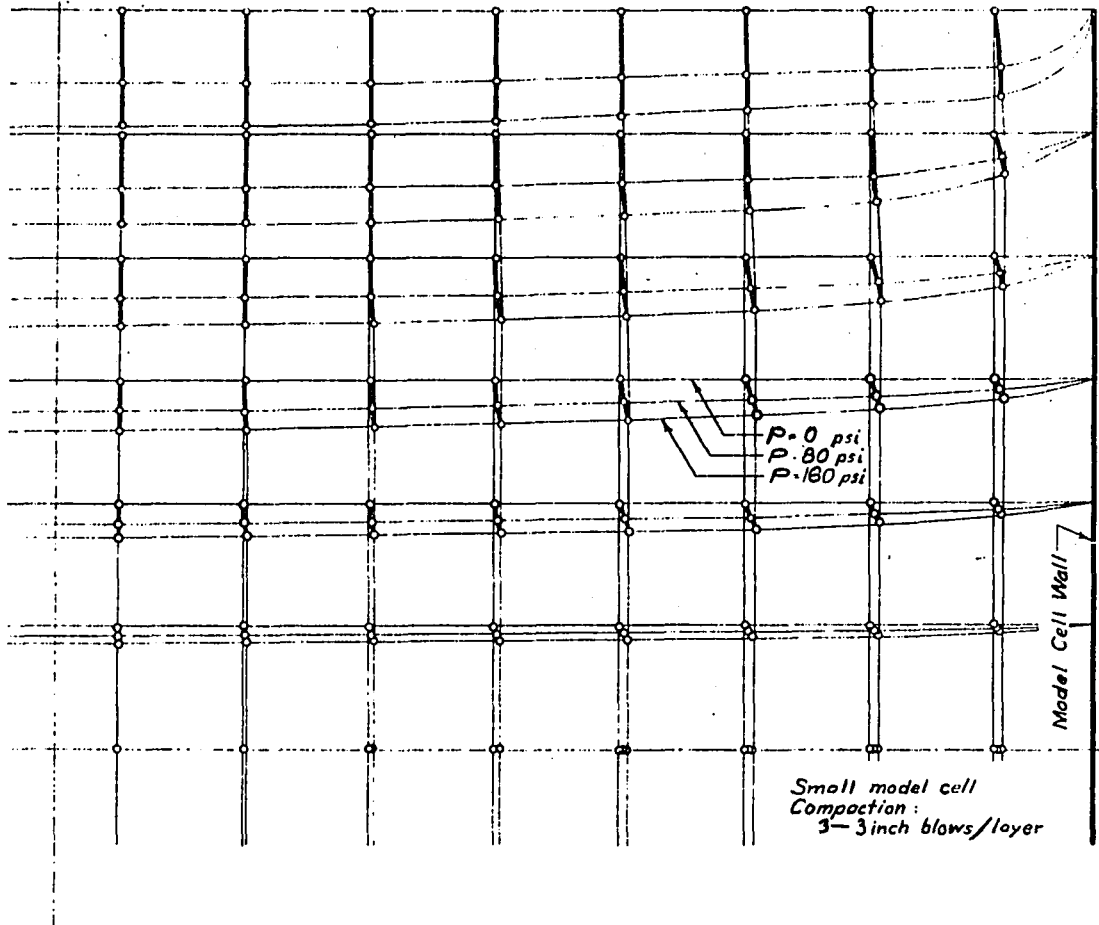 P=0 psi
P=80 psi
P=160 psi
Model Cell Wall
Small model cell
Compaction :
3–3 inch blows/layer